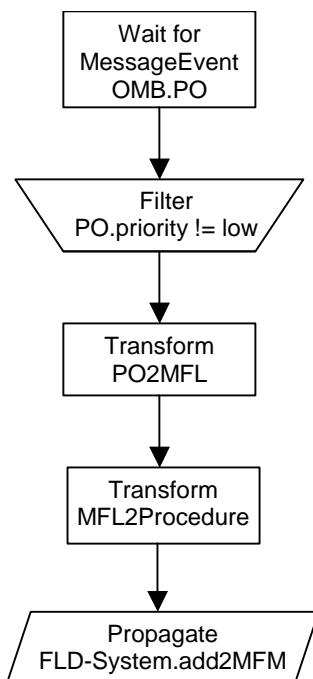 Wait for
MessageEvent
OMB.PO
Filter
PO.priority != low
Transform
PO2MFL
Transform
MFL2Procedure
Propagate
FLD-System.add2MFM